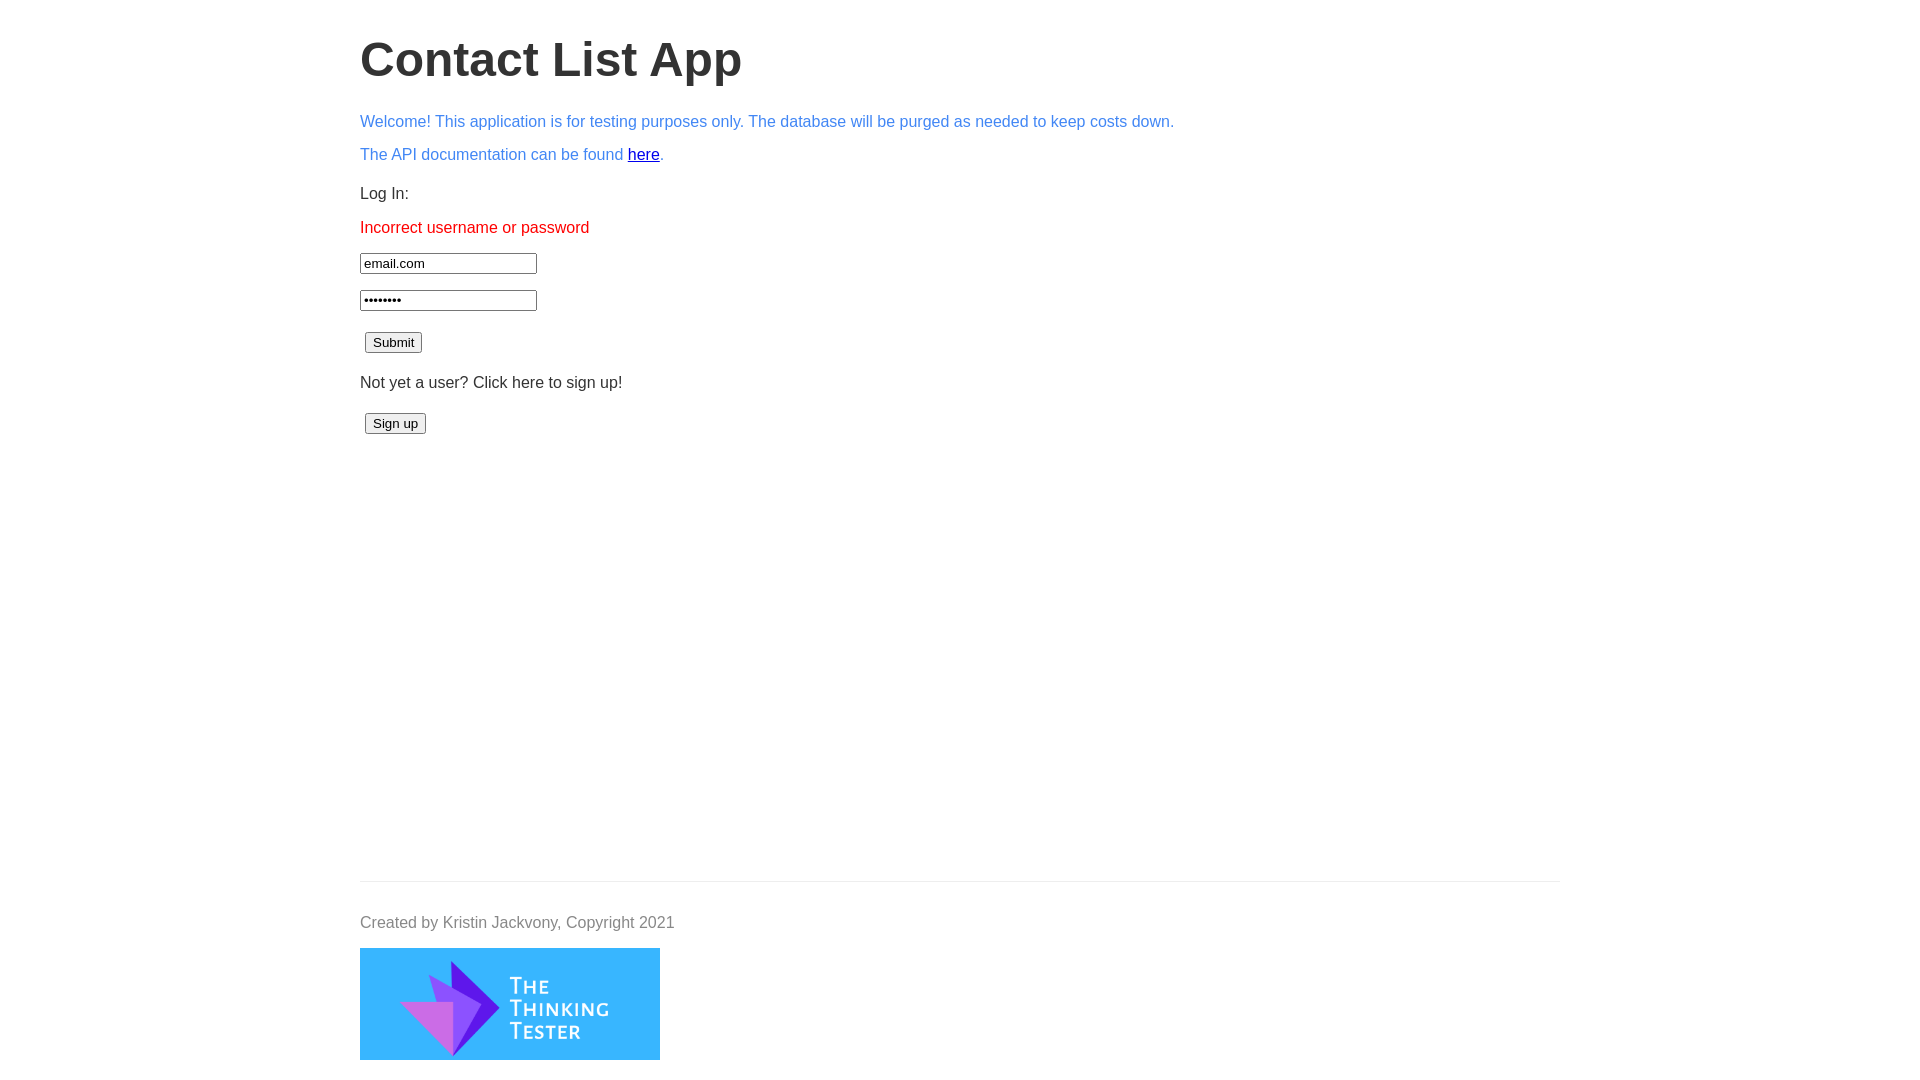 Contact List App
Welcome! This application is for testing purposes only. The database will be purged as needed to keep costs down.
The API documentation can be found here.
Log In:
Incorrect username or password
email.com
••••••••
Submit
Not yet a user? Click here to sign up!
Sign up
Created by Kristin Jackvony, Copyright 2021
The
Thinking
Tester